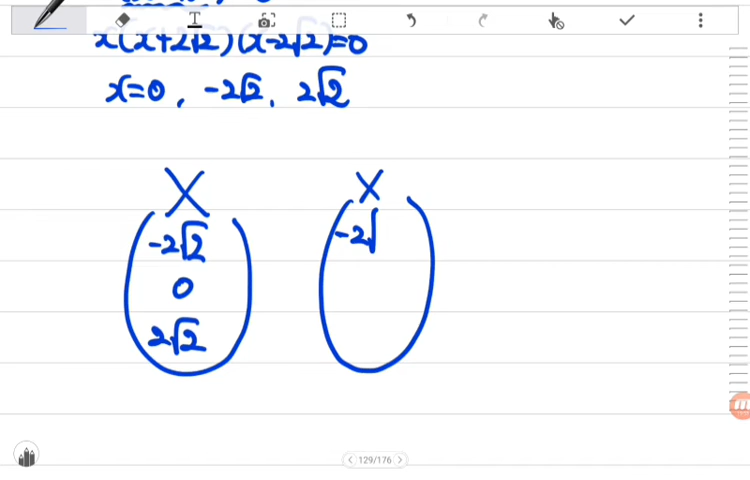 x(x+2√2)(x-2√2)=0
x=0, -2√2, 2√2
X X
-2√2 -2√
0
2√2
129/176